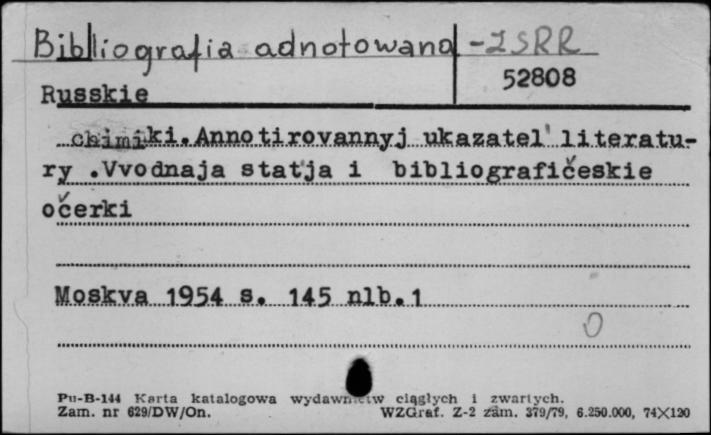 Bibliografia adnotowana - ZSRR
52808
Russkie
chimiki. Annotirovannyj ukazatel' literatu-
ry .Vvodnaja stat'ja i bibliografičeskie
očerki
Moskva 1954 s. 145 nlb.1
0
Pu-B-144 Karta katalogowa wydawnictw ciągłych i zwartych.
Zam. nr 629/DW/On. WZGraf. Z-2 zam. 379/79, 6.250.000, 74X120